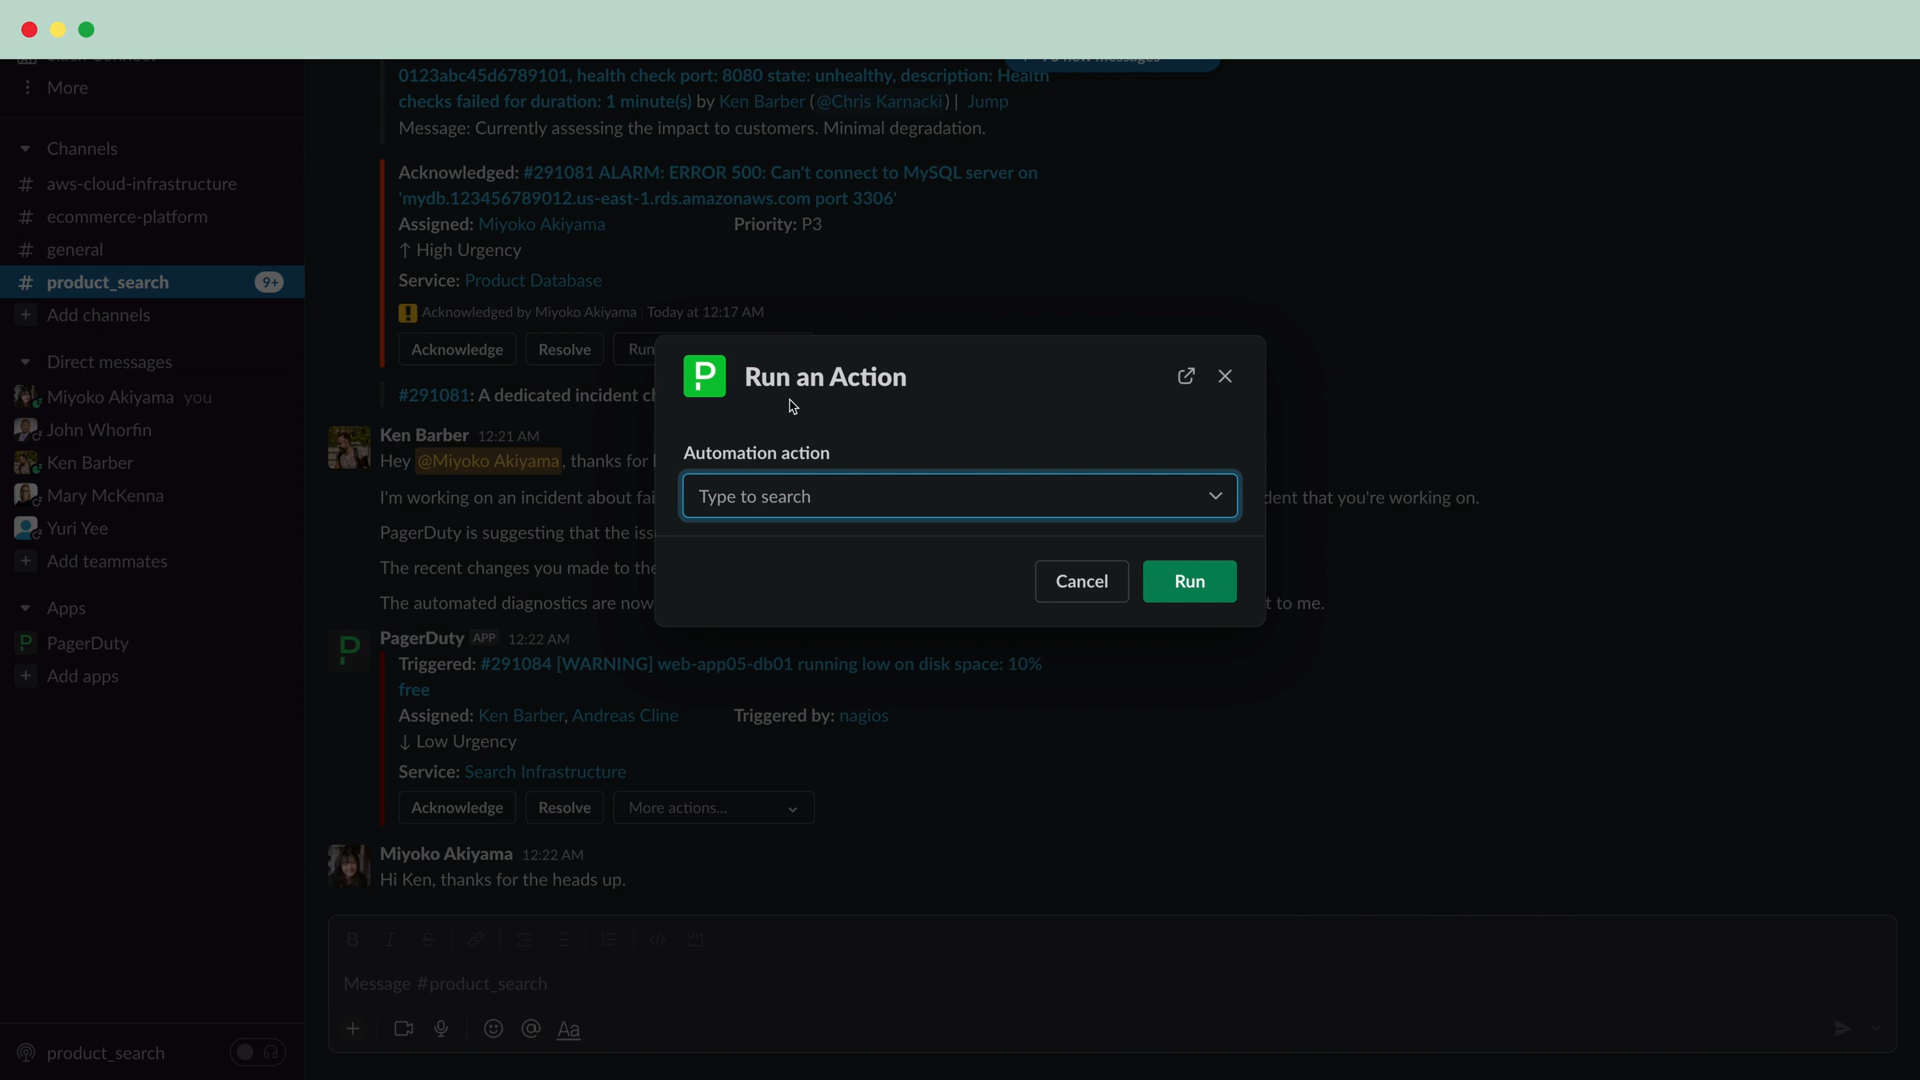 More
Channels
# aws-cloud-infrastructure
# ecommerce-platform
# general
# product_search 9+
+ Add channels
Direct messages
Miyoko Akiyama you
John Whorfin
Ken Barber
Mary McKenna
Yuri Yee
+ Add teammates
Apps
PagerDuty
+ Add apps
product_search
new messages
0123abc45d6789101, health check port: 8080 state: unhealthy, description: Health
checks failed for duration: 1 minute(s) by Ken Barber (@Chris Karnacki) | Jump
Message: Currently assessing the impact to customers. Minimal degradation.
Acknowledged: #291081 ALARM: ERROR 500: Can't connect to MySQL server on
'mydb.123456789012.us-east-1.rds.amazonaws.com port 3306'
Assigned: Miyoko Akiyama Priority: P3
↑ High Urgency
Service: Product Database
Acknowledged by Miyoko Akiyama Today at 12:17 AM
Acknowledge Resolve Run
#291081: A dedicated incident
Ken Barber 12:21 AM
Hey @Miyoko Akiyama, thanks for
I'm working on an incident about
dent that you're working on.
PagerDuty is suggesting that the
The recent changes you made to the
The automated diagnostics are now
t to me.
PagerDuty APP 12:22 AM
Triggered: #291084 [WARNING] web-app05-db01 running low on disk space: 10%
free
Assigned: Ken Barber, Andreas Cline Triggered by: nagios
↓ Low Urgency
Service: Search Infrastructure
Acknowledge Resolve More actions...
Miyoko Akiyama 12:22 AM
Hi Ken, thanks for the heads up.
B I S
Message #product_search
Aa
P Run an Action
Automation action
Type to search
Cancel Run